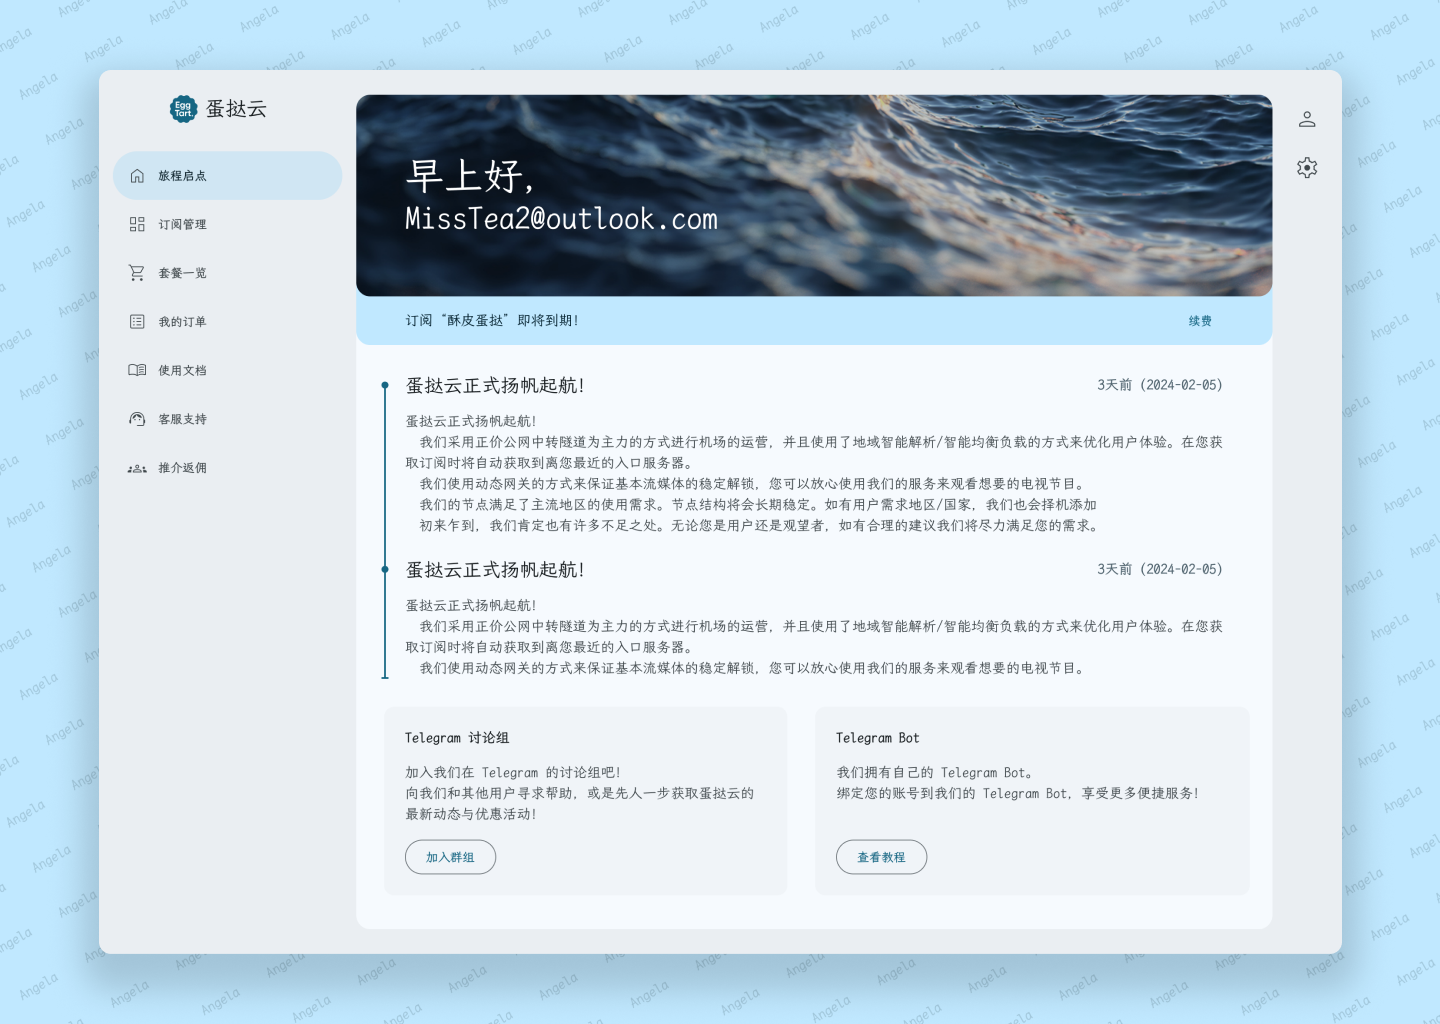 Egg
Tart.
蛋挞云
旅程启点
订阅管理
套餐一览
我的订单
使用文档
客服支持
推介返佣
早上好,
MissTea2@outlook.com
订阅“酥皮蛋挞”即将到期!
续费
蛋挞云正式扬帆起航!
3天前 (2024-02-05)
蛋挞云正式扬帆起航!
我们采用正价公网中转隧道为主力的方式进行机场的运营, 并且使用了地域智能解析/智能均衡负载的方式来优化用户体验。在您获
取订阅时将自动获取到离您最近的入口服务器。
我们使用动态网关的方式来保证基本流媒体的稳定解锁, 您可以放心使用我们的服务来观看想要的电视节目。
我们的节点满足了主流地区的使用需求。节点结构将会长期稳定。如有用户需求地区/国家, 我们也会择机添加
初来乍到, 我们肯定也有许多不足之处。无论您是用户还是观望者, 如有合理的建议我们将尽力满足您的需求。
蛋挞云正式扬帆起航!
3天前 (2024-02-05)
蛋挞云正式扬帆起航!
我们采用正价公网中转隧道为主力的方式进行机场的运营, 并且使用了地域智能解析/智能均衡负载的方式来优化用户体验。在您获
取订阅时将自动获取到离您最近的入口服务器。
我们使用动态网关的方式来保证基本流媒体的稳定解锁, 您可以放心使用我们的服务来观看想要的电视节目。
Telegram 讨论组
加入我们在 Telegram 的讨论组吧!
向我们和其他用户寻求帮助, 或是先人一步获取蛋挞云的
最新动态与优惠活动!
加入群组
Telegram Bot
我们拥有自己的 Telegram Bot。
绑定您的账号到我们的 Telegram Bot, 享受更多便捷服务!
查看教程
Angela